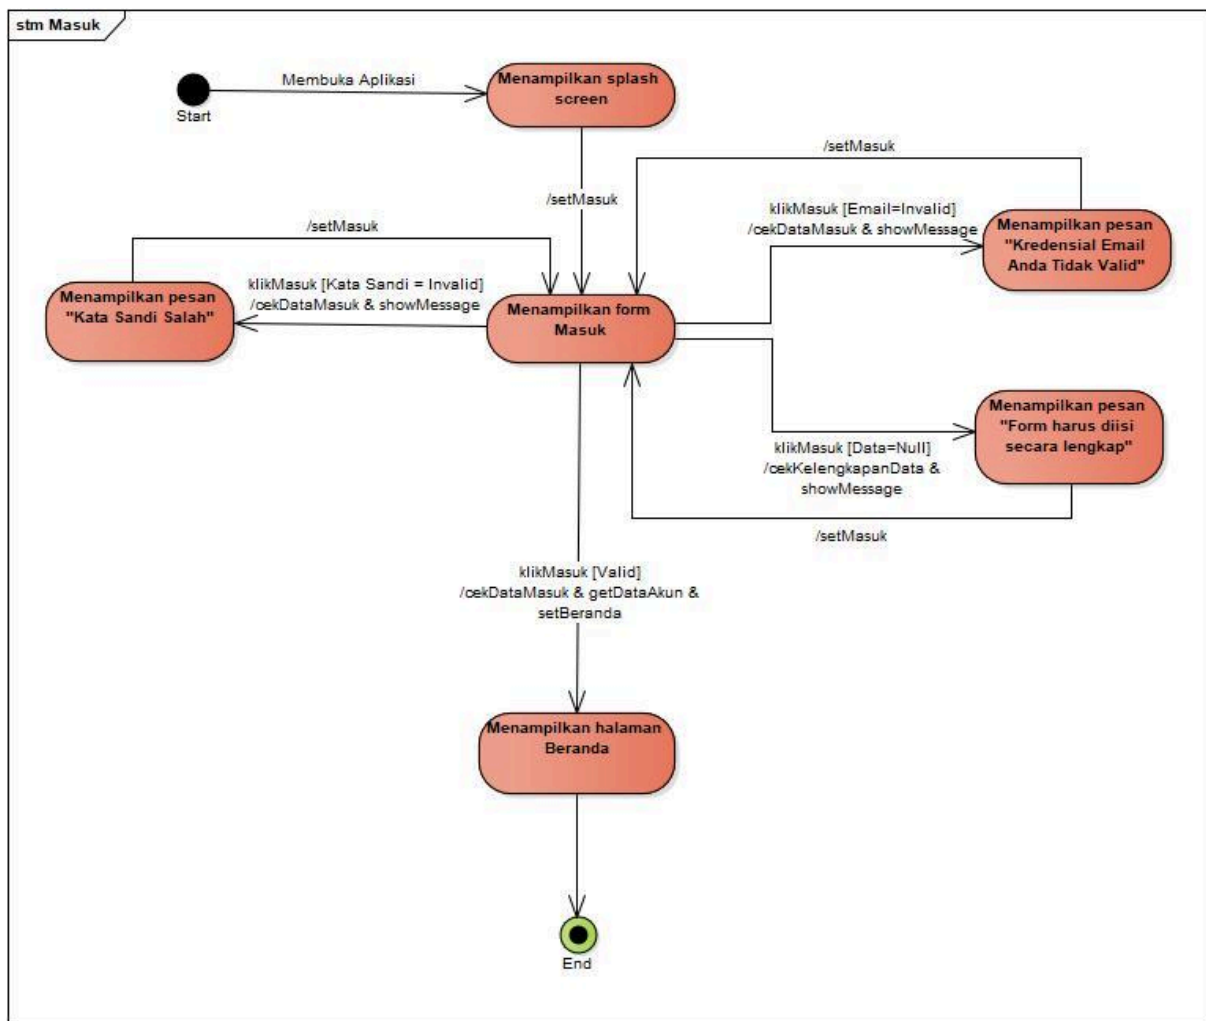 stm Masuk
Membuka Aplikasi
Start
Menampilkan splash
screen
/setMasuk
/setMasuk
klikMasuk [Email=Invalid]
/cekDataMasuk & showMessage
Menampilkan pesan
"Kredensial Email
Anda Tidak Valid"
/setMasuk
klikMasuk [Kata Sandi = Invalid]
/cekDataMasuk & showMessage
Menampilkan pesan
"Kata Sandi Salah"
Menampilkan form
Masuk
Menampilkan pesan
"Form harus diisi
secara lengkap"
klikMasuk [Data=Null]
/cekKelengkapanData &
showMessage
/setMasuk
klikMasuk [Valid]
/cekDataMasuk & getDataAkun &
setBeranda
Menampilkan halaman
Beranda
End